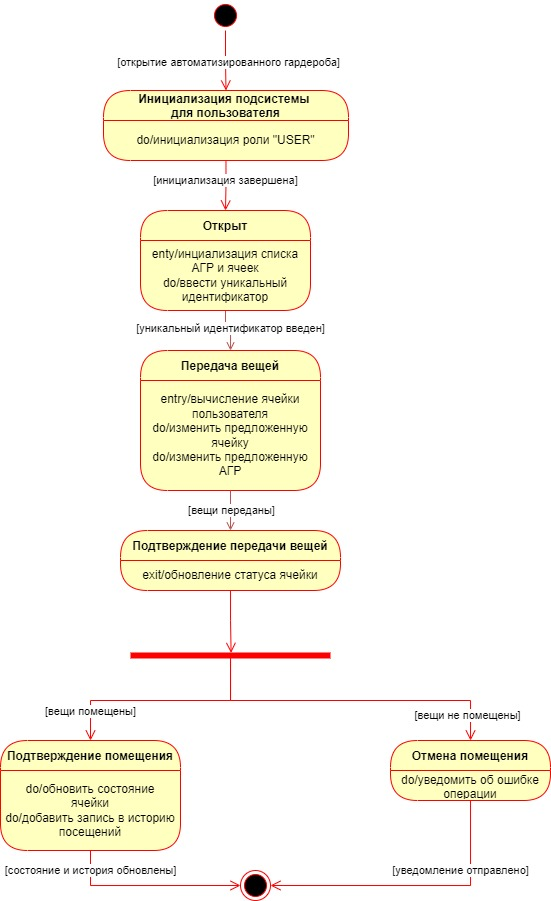 [открытие автоматизированного гардероба]
Инициализация подсистемы
для пользователя
do/инициализация роли "USER"
[инициализация завершена]
Открыт
enty/инциализация списка
АГР и ячеек
do/ввести уникальный
идентификатор
[уникальный идентификатор введен]
Передача вещей
entry/вычисление ячейки
пользователя
do/изменить предложенную
ячейку
do/изменить предложенную
АГР
[вещи переданы]
Подтверждение передачи вещей
exit/обновление статуса ячейки
[вещи помещены]
[вещи не помещены]
Подтверждение помещения
do/обновить состояние
ячейки
do/добавить запись в историю
посещений
Отмена помещения
do/уведомить об ошибке
операции
[состояние и история обновлены]
[уведомление отправлено]